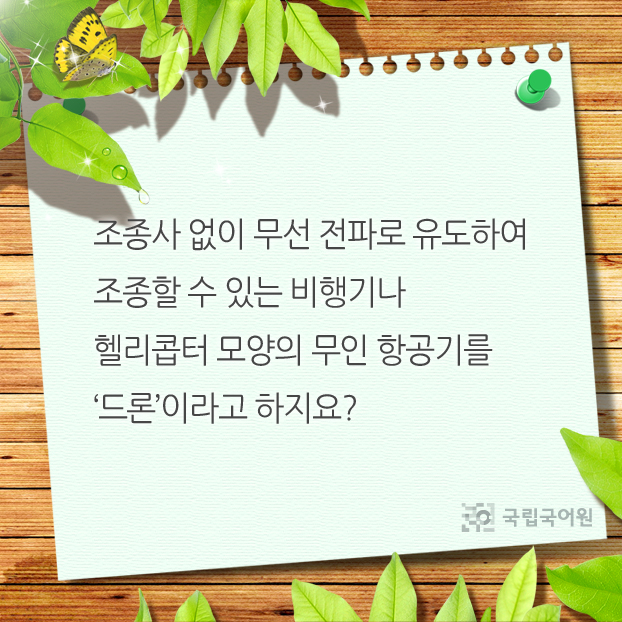 조종사 없이 무선 전파로 유도하여
조종할 수 있는 비행기나
헬리콥터 모양의 무인 항공기를
‘드론’이라고 하지요?
국립국어원